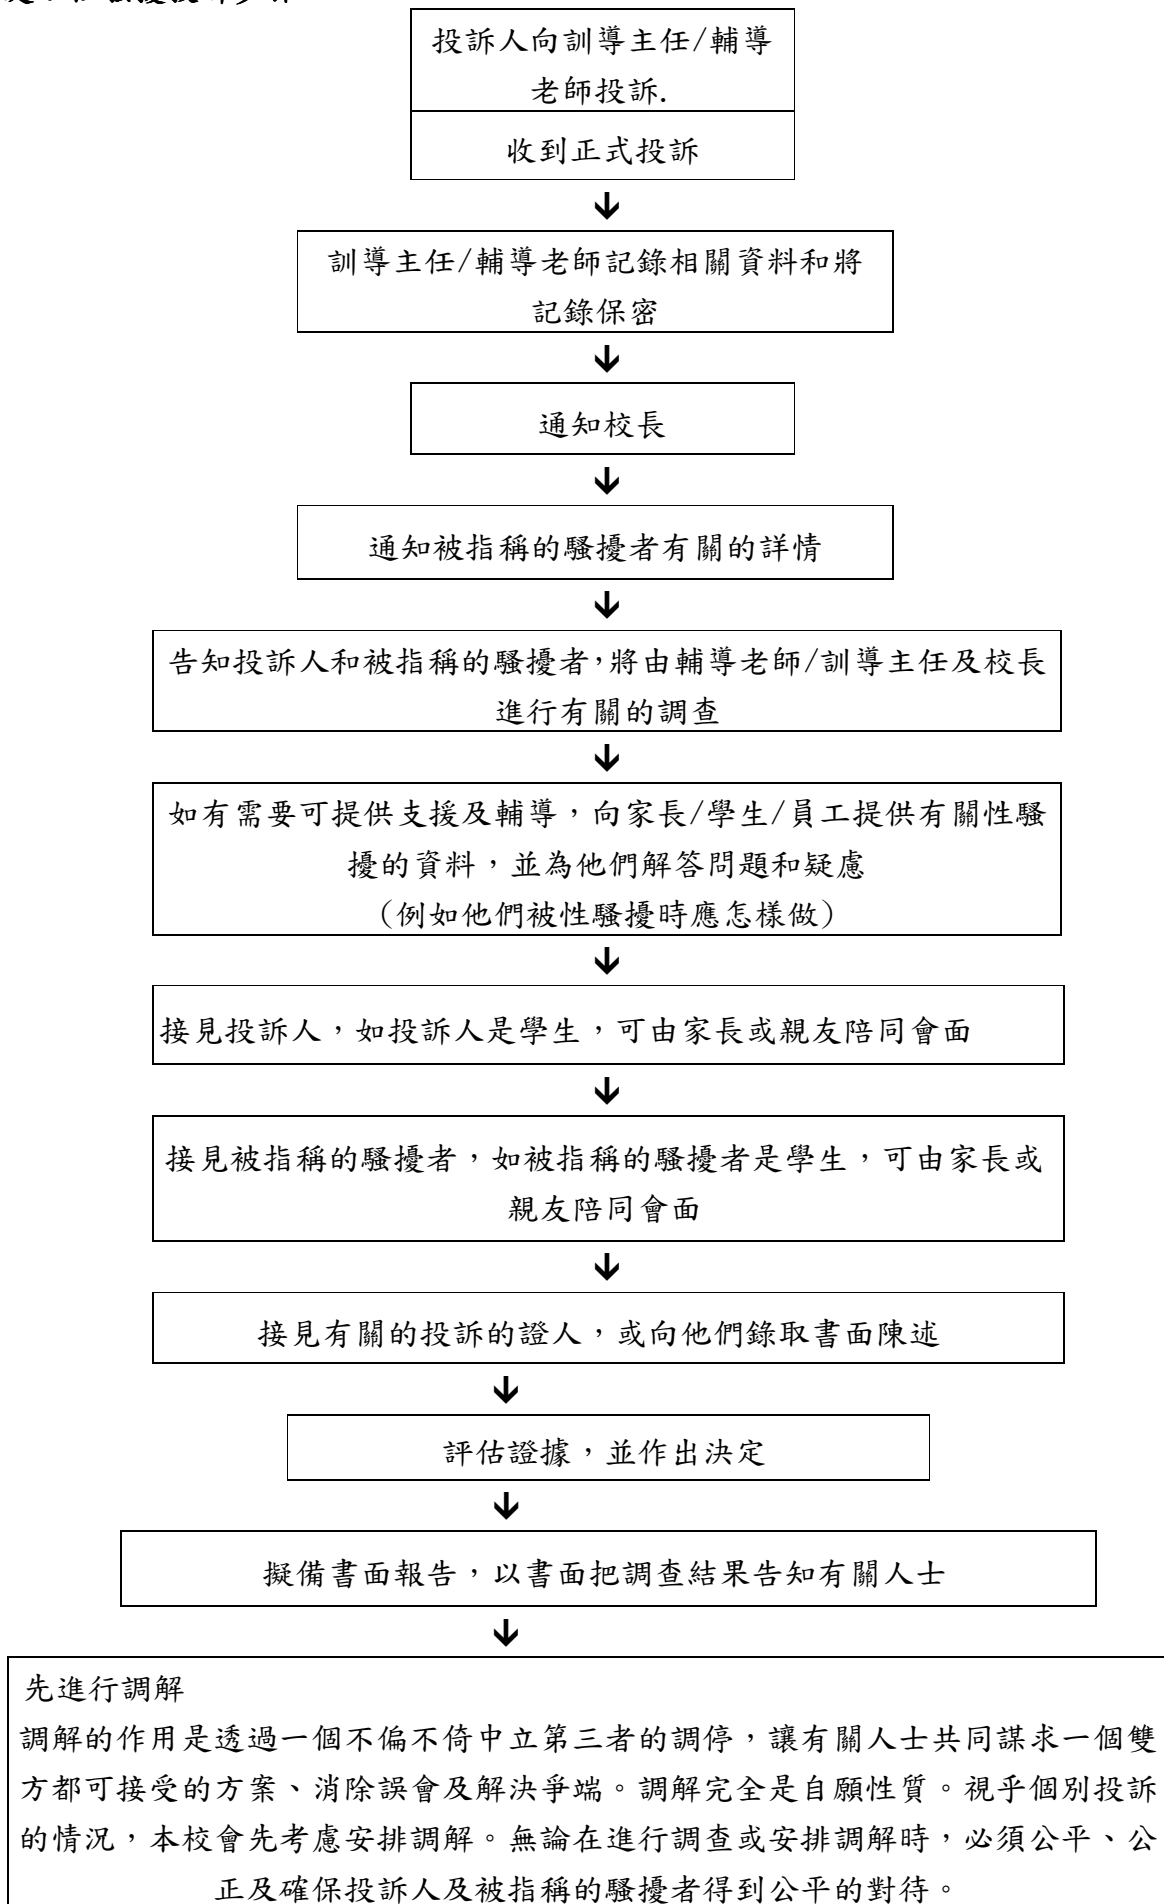 投訴人向訓導主任/輔導
老師投訴.
收到正式投訴
訓導主任/輔導老師記錄相關資料和將
記錄保密
通知校長
通知被指稱的騷擾者有關的詳情
告知投訴人和被指稱的騷擾者，將由輔導老師/訓導主任及校長
進行有關的調查
如有需要可提供支援及輔導，向家長/學生/員工提供有關性騷
擾的資料，並為他們解答問題和疑慮
(例如他們被性騷擾時應怎樣做)
接見投訴人，如投訴人是學生，可由家長或親友陪同會面
接見被指稱的騷擾者，如被指稱的騷擾者是學生，可由家長或
親友陪同會面
接見有關的投訴的證人，或向他們錄取書面陳述
評估證據，並作出決定
擬備書面報告，以書面把調查結果告知有關人士
先進行調解
調解的作用是透過一個不偏不倚中立第三者的調停，讓有關人士共同謀求一個雙
方都可接受的方案、消除誤會及解決爭端。調解完全是自願性質。視乎個別投訴
的情況，本校會先考慮安排調解。無論在進行調查或安排調解時，必須公平、公
正及確保投訴人及被指稱的騷擾者得到公平的對待。